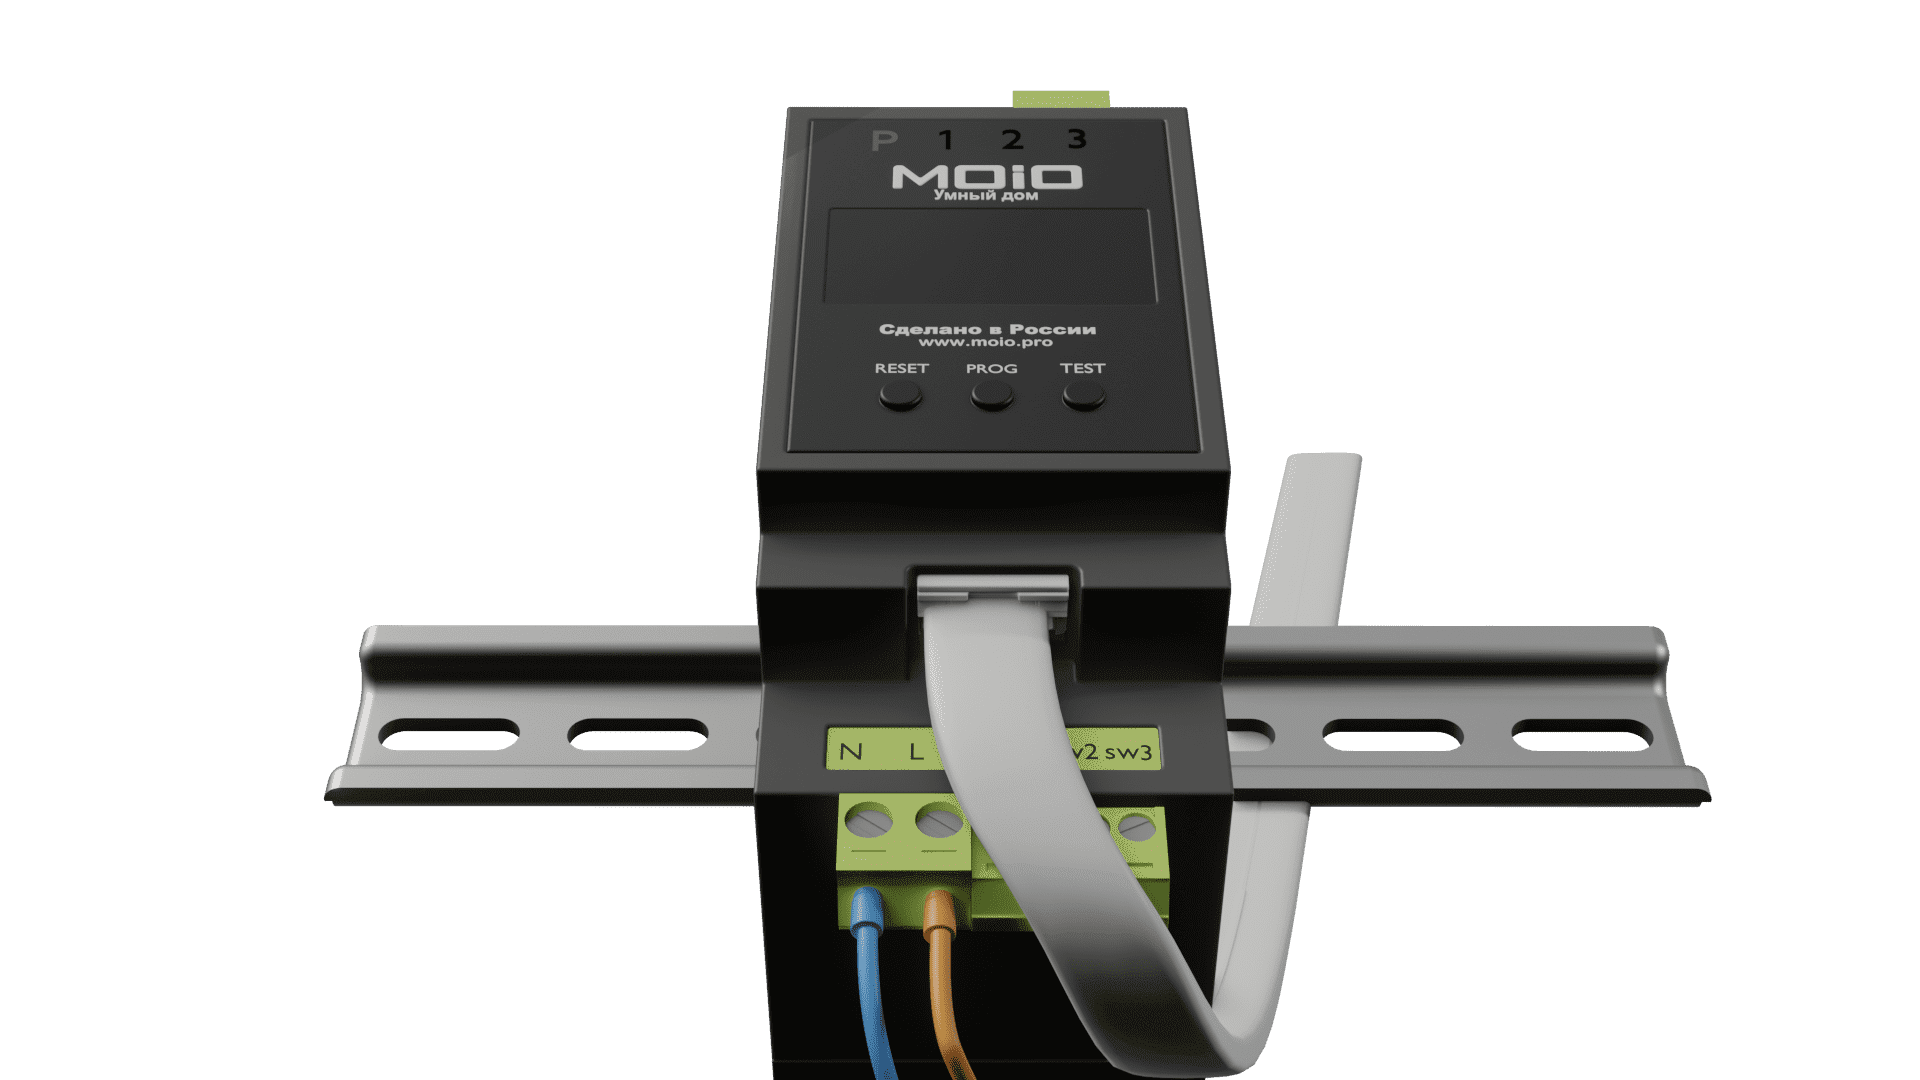 P 1 2 3
MOiO
Умный дом
Сделано в России
www.moio.pro
RESET PROG TEST
N L sw3